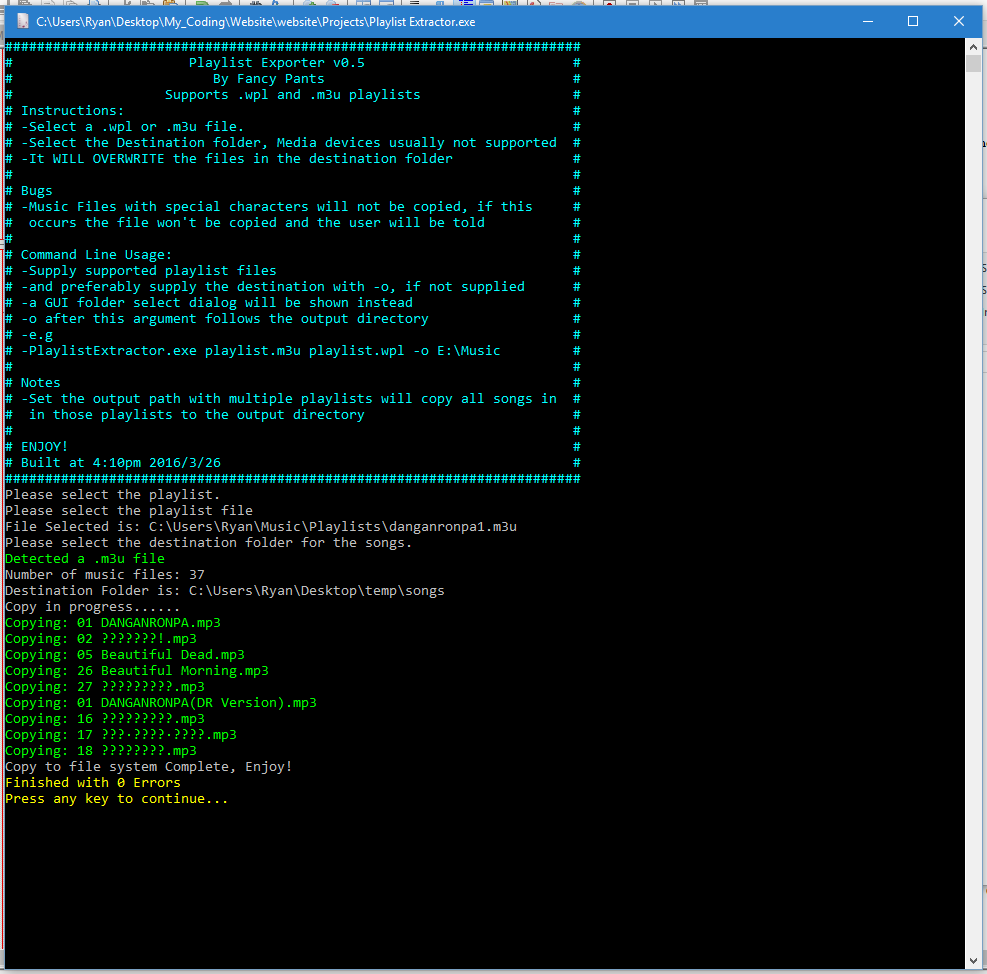 C:\Users\Ryan\Desktop\My_Coding\Website\website\Projects\Playlist Extractor.exe
########################################################################
# Playlist Exporter v0.5 #
# By Fancy Pants #
# Supports .wpl and .m3u playlists #
# Instructions: #
# -Select a .wpl or .m3u file. #
# -Select the Destination folder, Media devices usually not supported #
# -It WILL OVERWRITE the files in the destination folder #
# #
# Bugs #
# -Music Files with special characters will not be copied, if this #
# occurs the file won't be copied and the user will be told #
# #
# Command Line Usage: #
# -Supply supported playlist files #
# -and preferably supply the destination with -o, if not supplied #
# -a GUI folder select dialog will be shown instead #
# -o after this argument follows the output directory #
# -e.g #
# -PlaylistExtractor.exe playlist.m3u playlist.wpl -o E:\Music #
# #
# Notes #
# -Set the output path with multiple playlists will copy all songs in #
# in those playlists to the output directory #
# #
# ENJOY! #
# Built at 4:10pm 2016/3/26 #
########################################################################
Please select the playlist.
Please select the playlist file
File Selected is: C:\Users\Ryan\Music\Playlists\danganronpa1.m3u
Please select the destination folder for the songs.
Detected a .m3u file
Number of music files: 37
Destination Folder is: C:\Users\Ryan\Desktop\temp\songs
Copy in progress......
Copying: 01 DANGANRONPA.mp3
Copying: 02 ???????!.mp3
Copying: 05 Beautiful Dead.mp3
Copying: 26 Beautiful Morning.mp3
Copying: 27 ?????????.mp3
Copying: 01 DANGANRONPA(DR Version).mp3
Copying: 16 ?????????.mp3
Copying: 17 ???·????·????.mp3
Copying: 18 ????????.mp3
Copy to file system Complete, Enjoy!
Finished with 0 Errors
Press any key to continue...